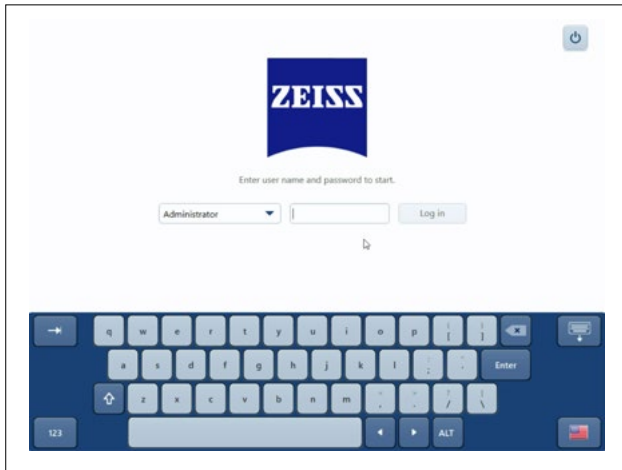 ZEISS
Enter user name and password to start.
Administrator
Log in
q w e r t y u i o p { [ } ]
a s d f g h j k l : ;
Enter
z x c v b n m , . ? / | \
123
ALT